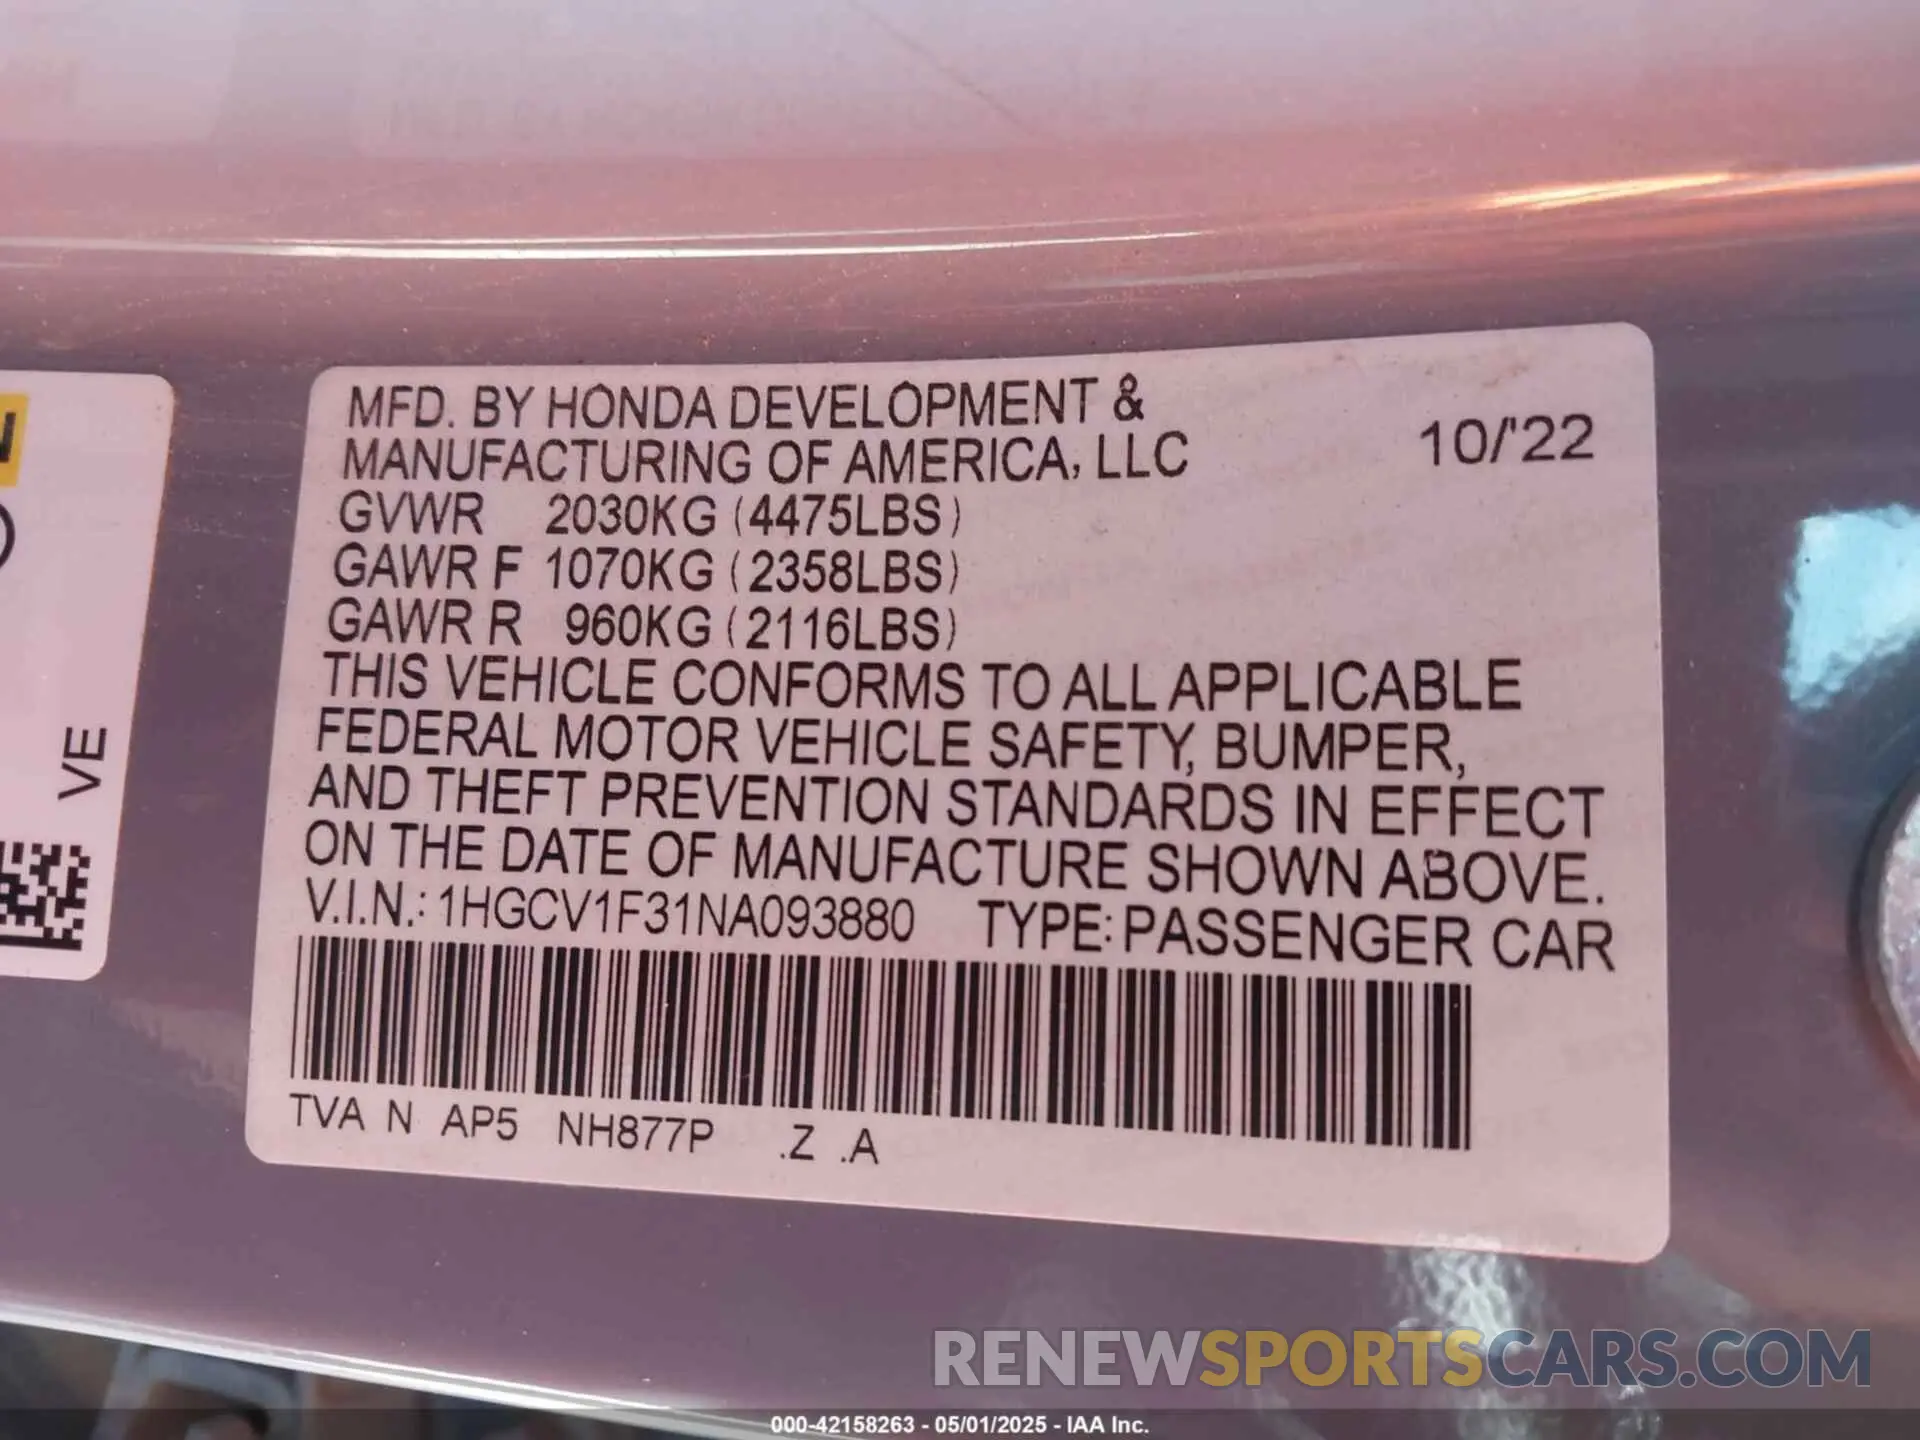 MFD. BY HONDA DEVELOPMENT &
MANUFACTURING OF AMERICA, LLC 10/'22
GVWR 2030KG (4475LBS)
GAWR F 1070KG (2358LBS)
GAWR R 960KG (2116LBS)
THIS VEHICLE CONFORMS TO ALL APPLICABLE
FEDERAL MOTOR VEHICLE SAFETY, BUMPER,
AND THEFT PREVENTION STANDARDS IN EFFECT
ON THE DATE OF MANUFACTURE SHOWN ABOVE.
V.I.N.: 1HGCV1F31NA093880 TYPE: PASSENGER CAR
TVA N AP5 NH877P .Z .A
VE
RENEWSPORTSCARS.COM
000-42158263 - 05/01/2025 - IAA Inc.